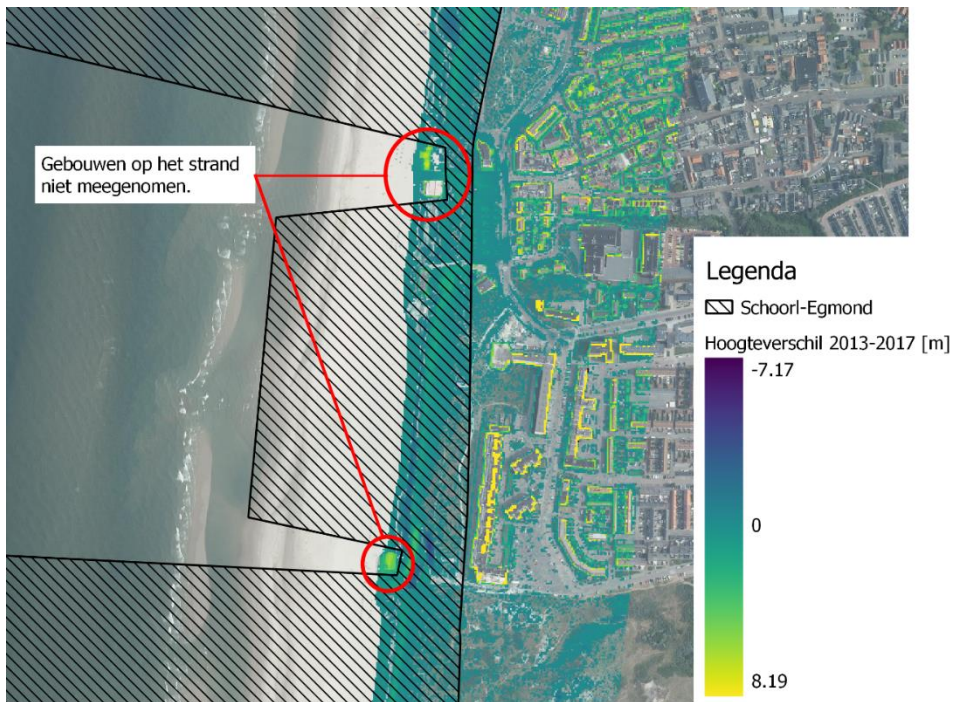 Gebouwen op het strand
niet meegenomen.
Legenda
Schoorl-Egmond
Hoogteverschil 2013-2017 [m]
-7.17
0
8.19